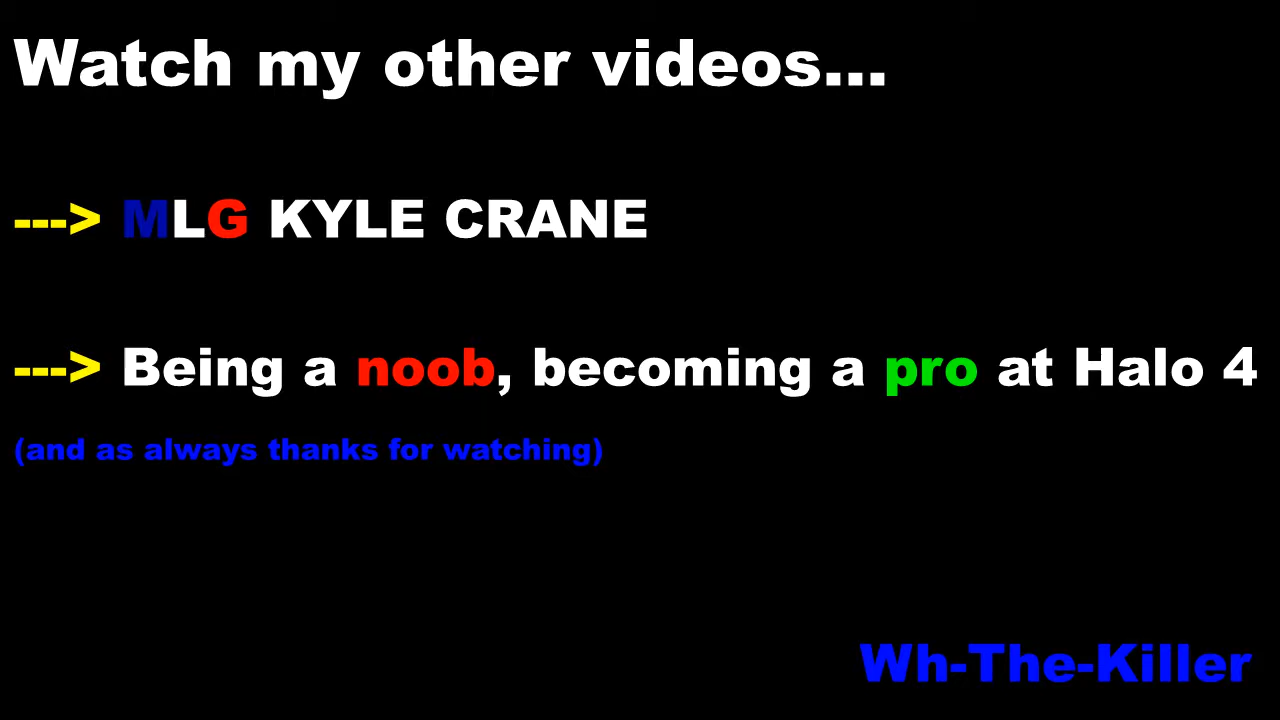 Watch my other videos...
---> MLG KYLE CRANE
---> Being a noob, becoming a pro at Halo 4
(and as always thanks for watching)
Wh-The-Killer